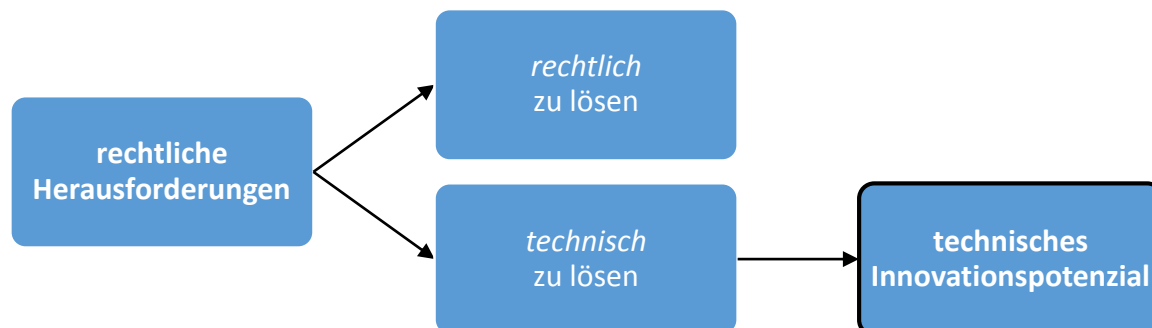 rechtliche
Herausforderungen
rechtlich
zu lösen
technisch
zu lösen
technisches
Innovationspotenzial